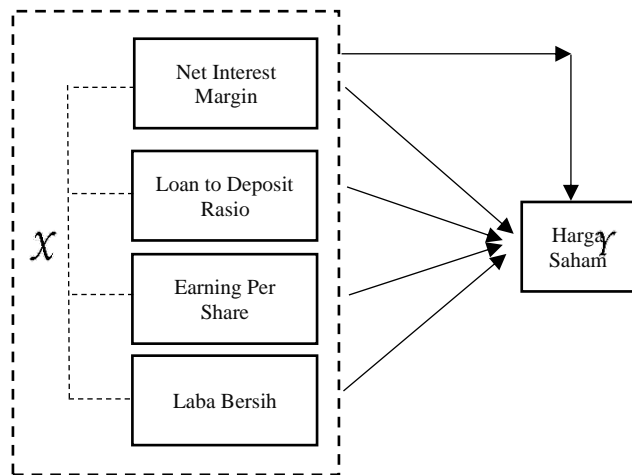 Net Interest
Margin
Loan to Deposit
Rasio
X
Earning Per
Share
Laba Bersih
Harga
Saham
Y